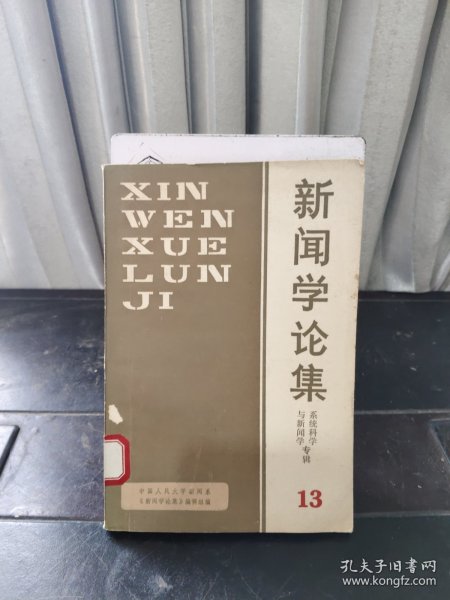 XIN
WEN
XUE
LUN
JI
新闻学论集
系统科学
与新闻学
专辑
13
中国人民大学新闻系
《新闻学论集》编辑组编
孔夫子旧书网
www.kongfz.com